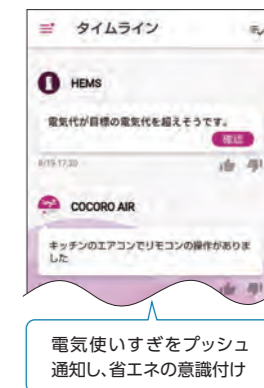 タイムライン
HEMS
電気代が目標の電気代を超えそうです。
確認
8/19 17:20
COCORO AIR
キッチンのエアコンでリモコンの操作がありま
した
電気使いすぎをプッシュ
通知し、省エネの意識付け